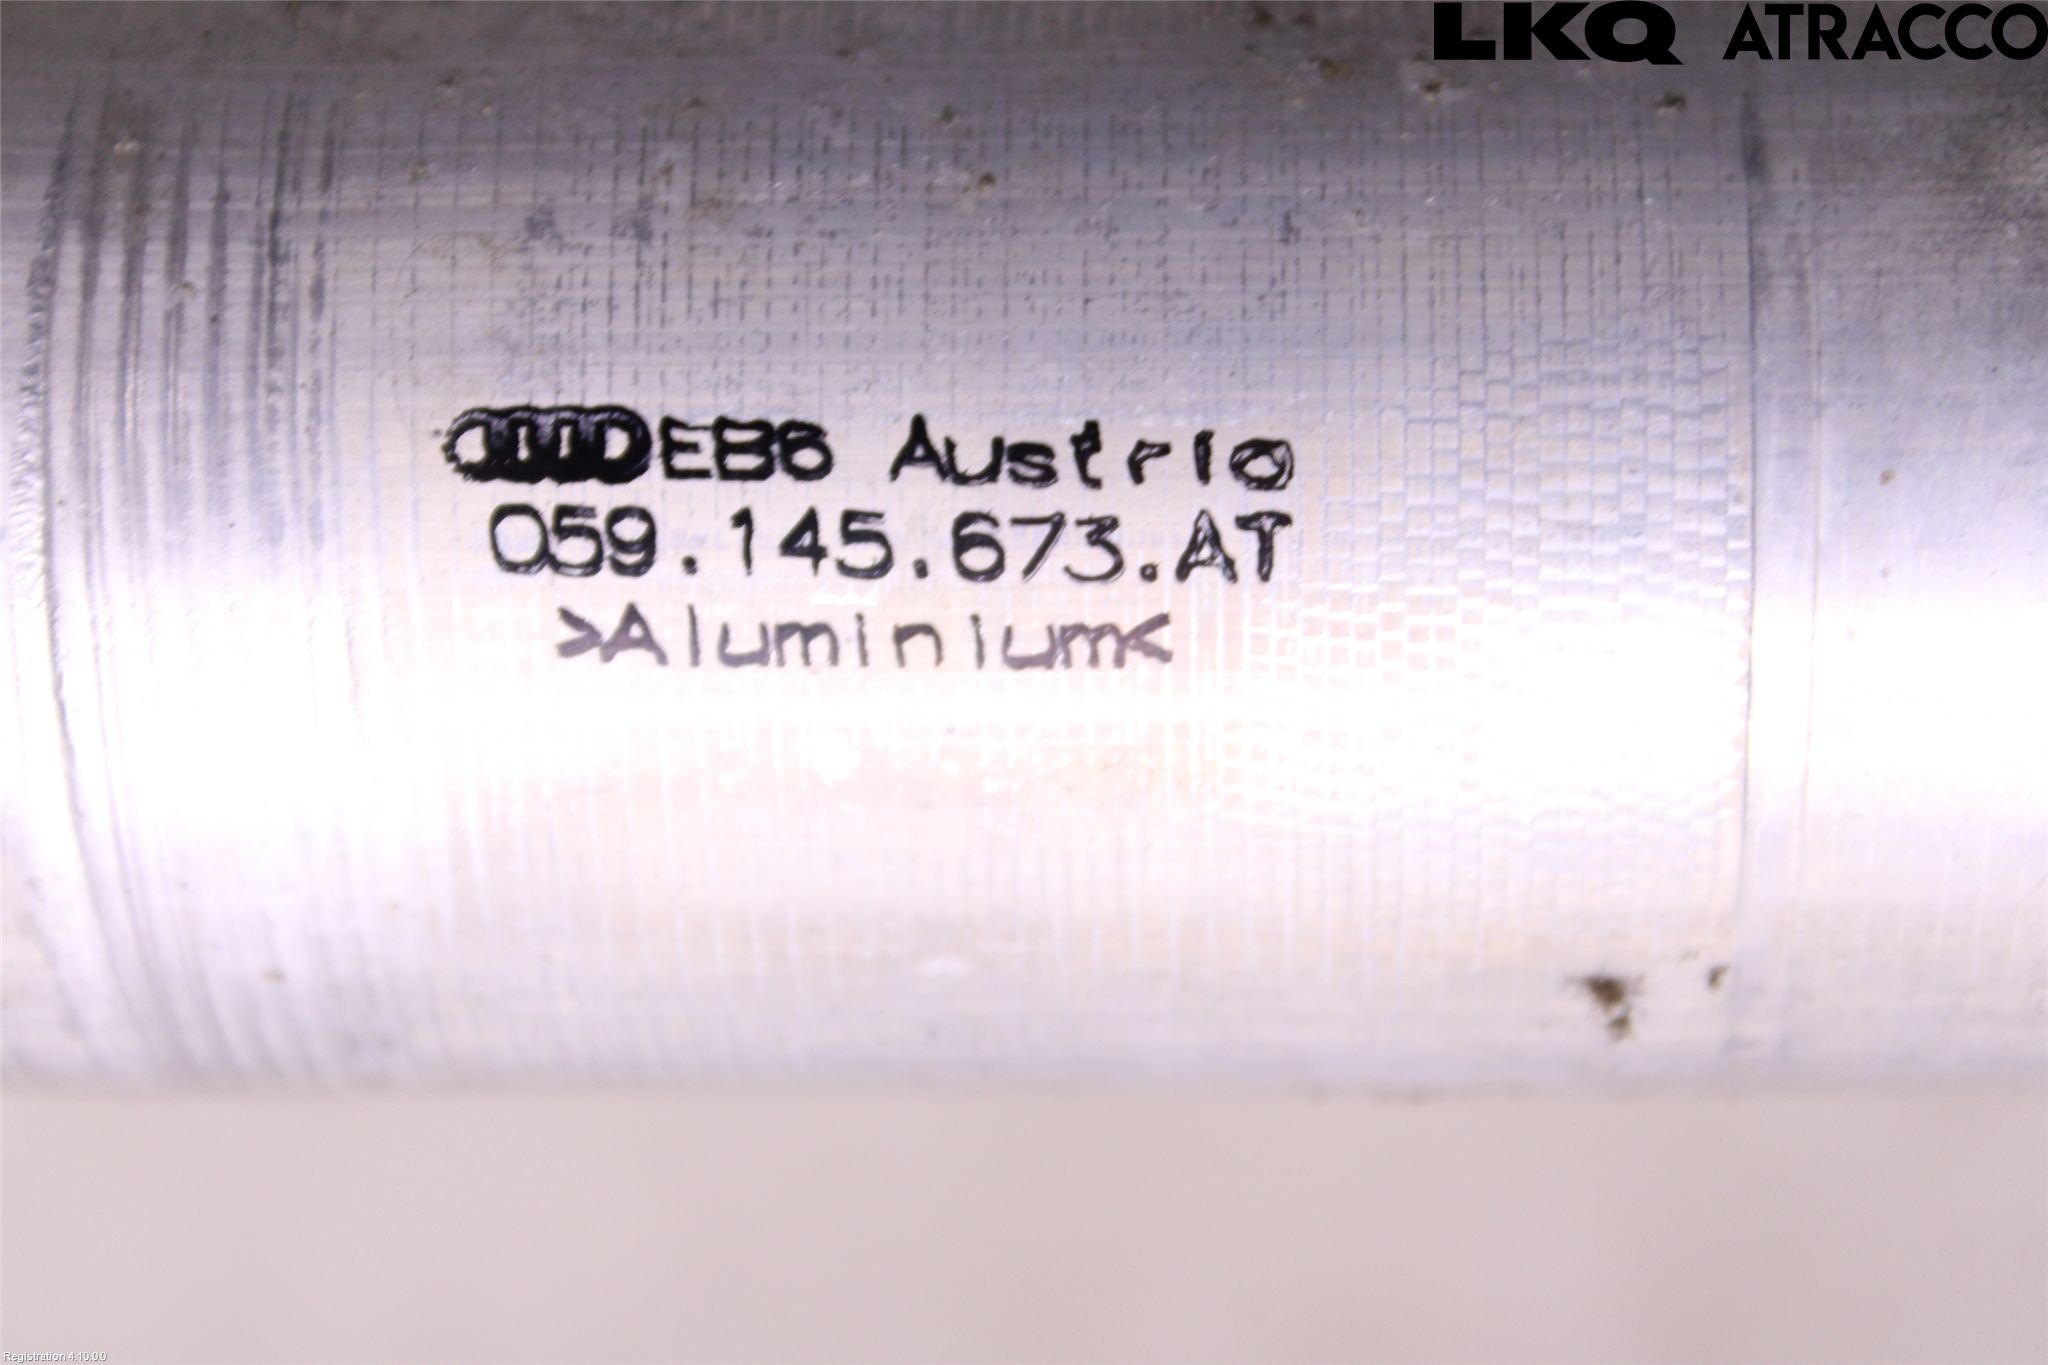 LKQ ATRACCO
EB6 Austria
059.145.673.AT
>Aluminium<
Registration 4.10.0.0